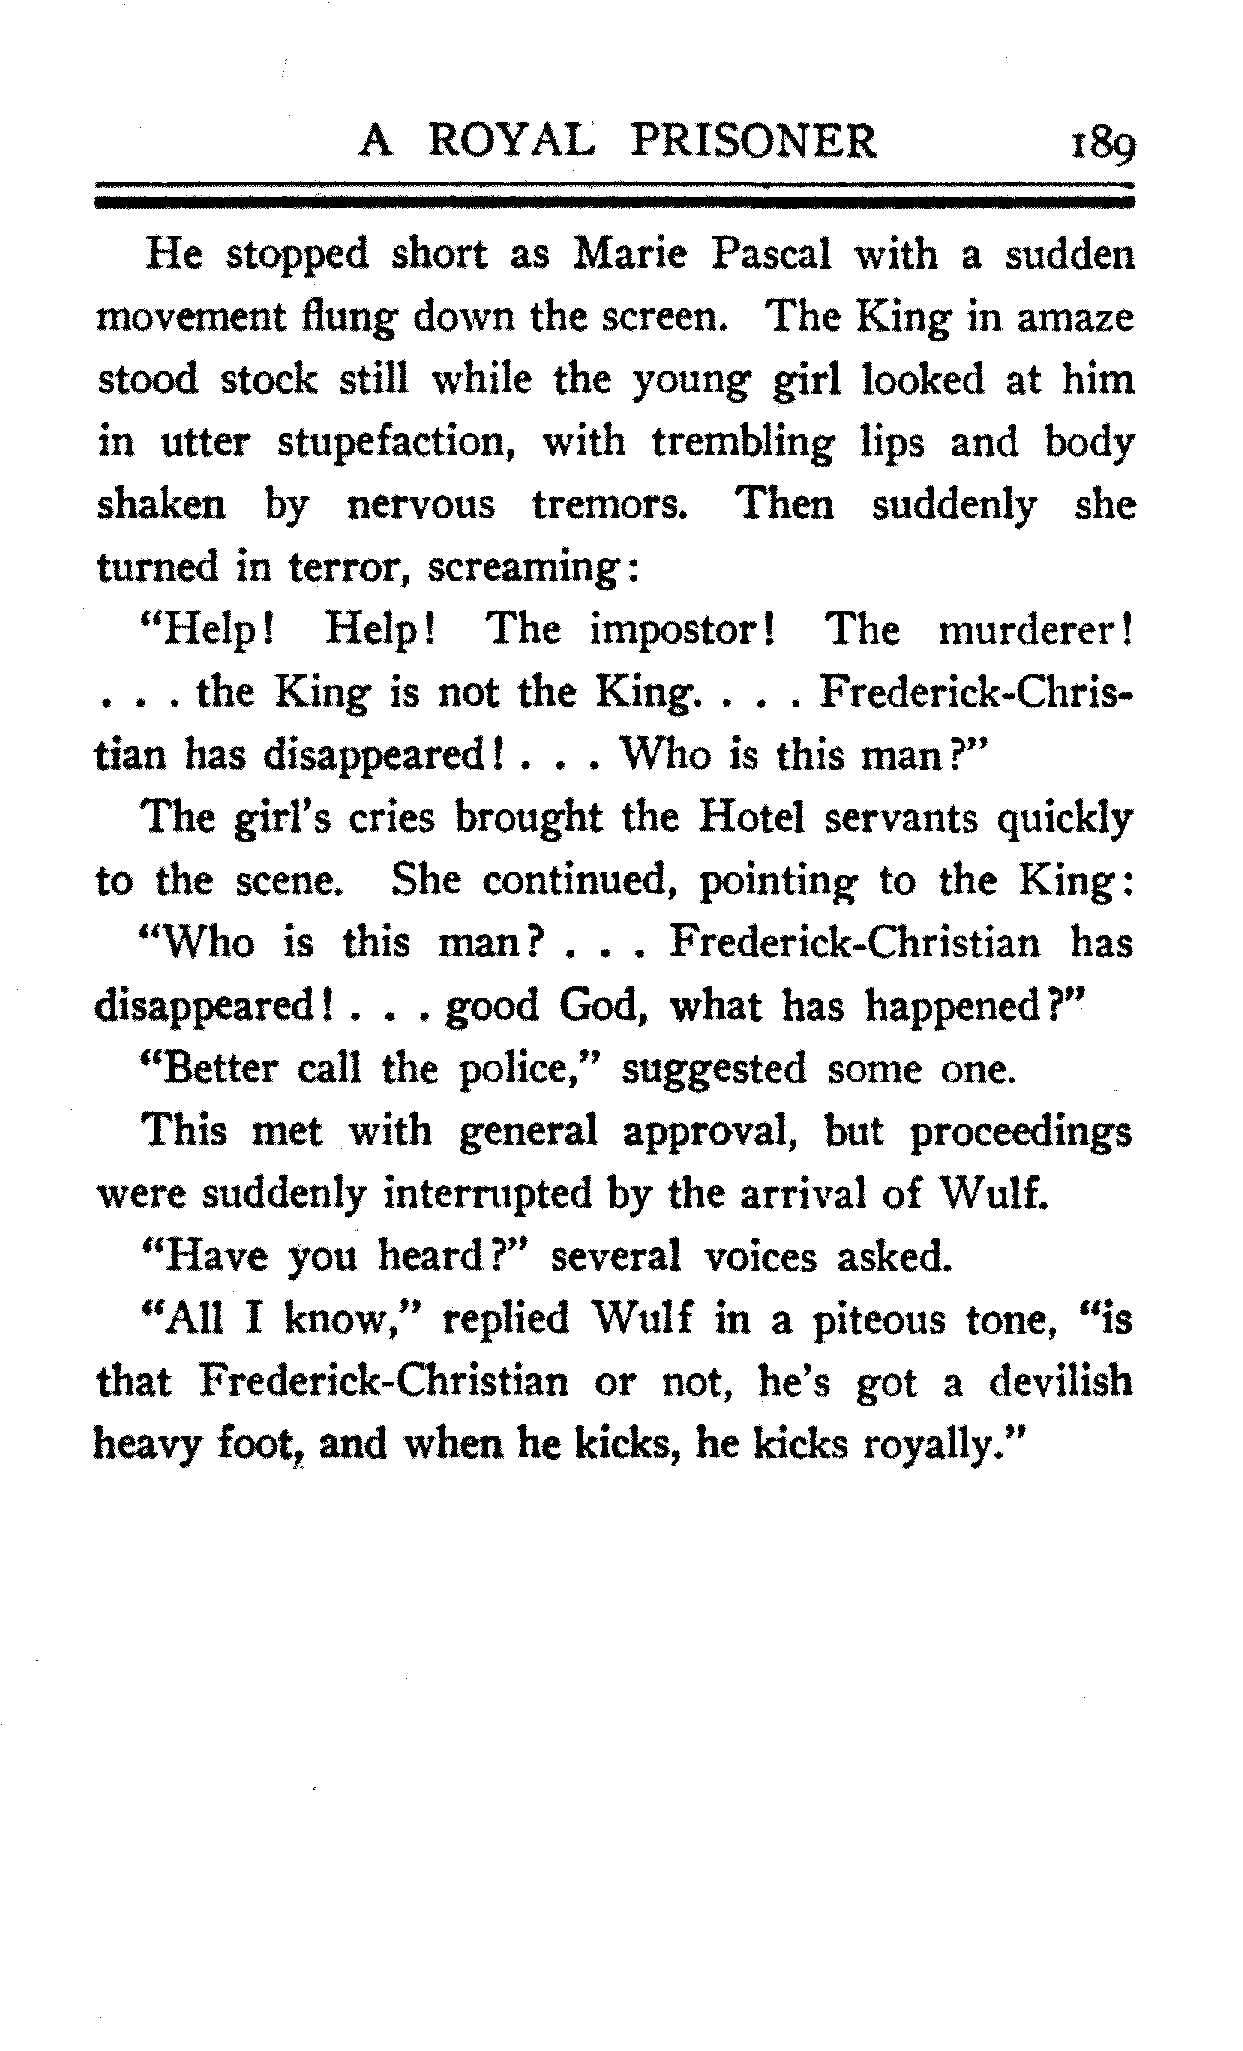 A ROYAL PRISONER 189
He stopped short as Marie Pascal with a sudden
movement flung down the screen. The King in amaze
stood stock still while the young girl looked at him
in utter stupefaction, with trembling lips and body
shaken by nervous tremors. Then suddenly she
turned in terror, screaming:
“Help! Help! The impostor! The murderer!
. . . the King is not the King. . . . Frederick-Chris-
tian has disappeared! . . . Who is this man?”
The girl’s cries brought the Hotel servants quickly
to the scene. She continued, pointing to the King:
“Who is this man? . . . Frederick-Christian has
disappeared! . . . good God, what has happened?”
“Better call the police,” suggested some one.
This met with general approval, but proceedings
were suddenly interrupted by the arrival of Wulf.
“Have you heard?” several voices asked.
“All I know,” replied Wulf in a piteous tone, “is
that Frederick-Christian or not, he’s got a devilish
heavy foot, and when he kicks, he kicks royally.”